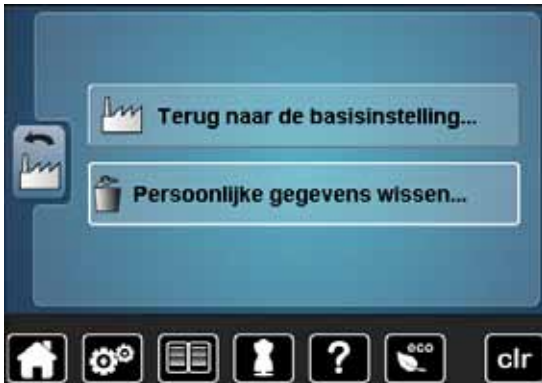 Terug naar de basisinstelling...
Persoonlijke gegevens wissen...
? eco clr